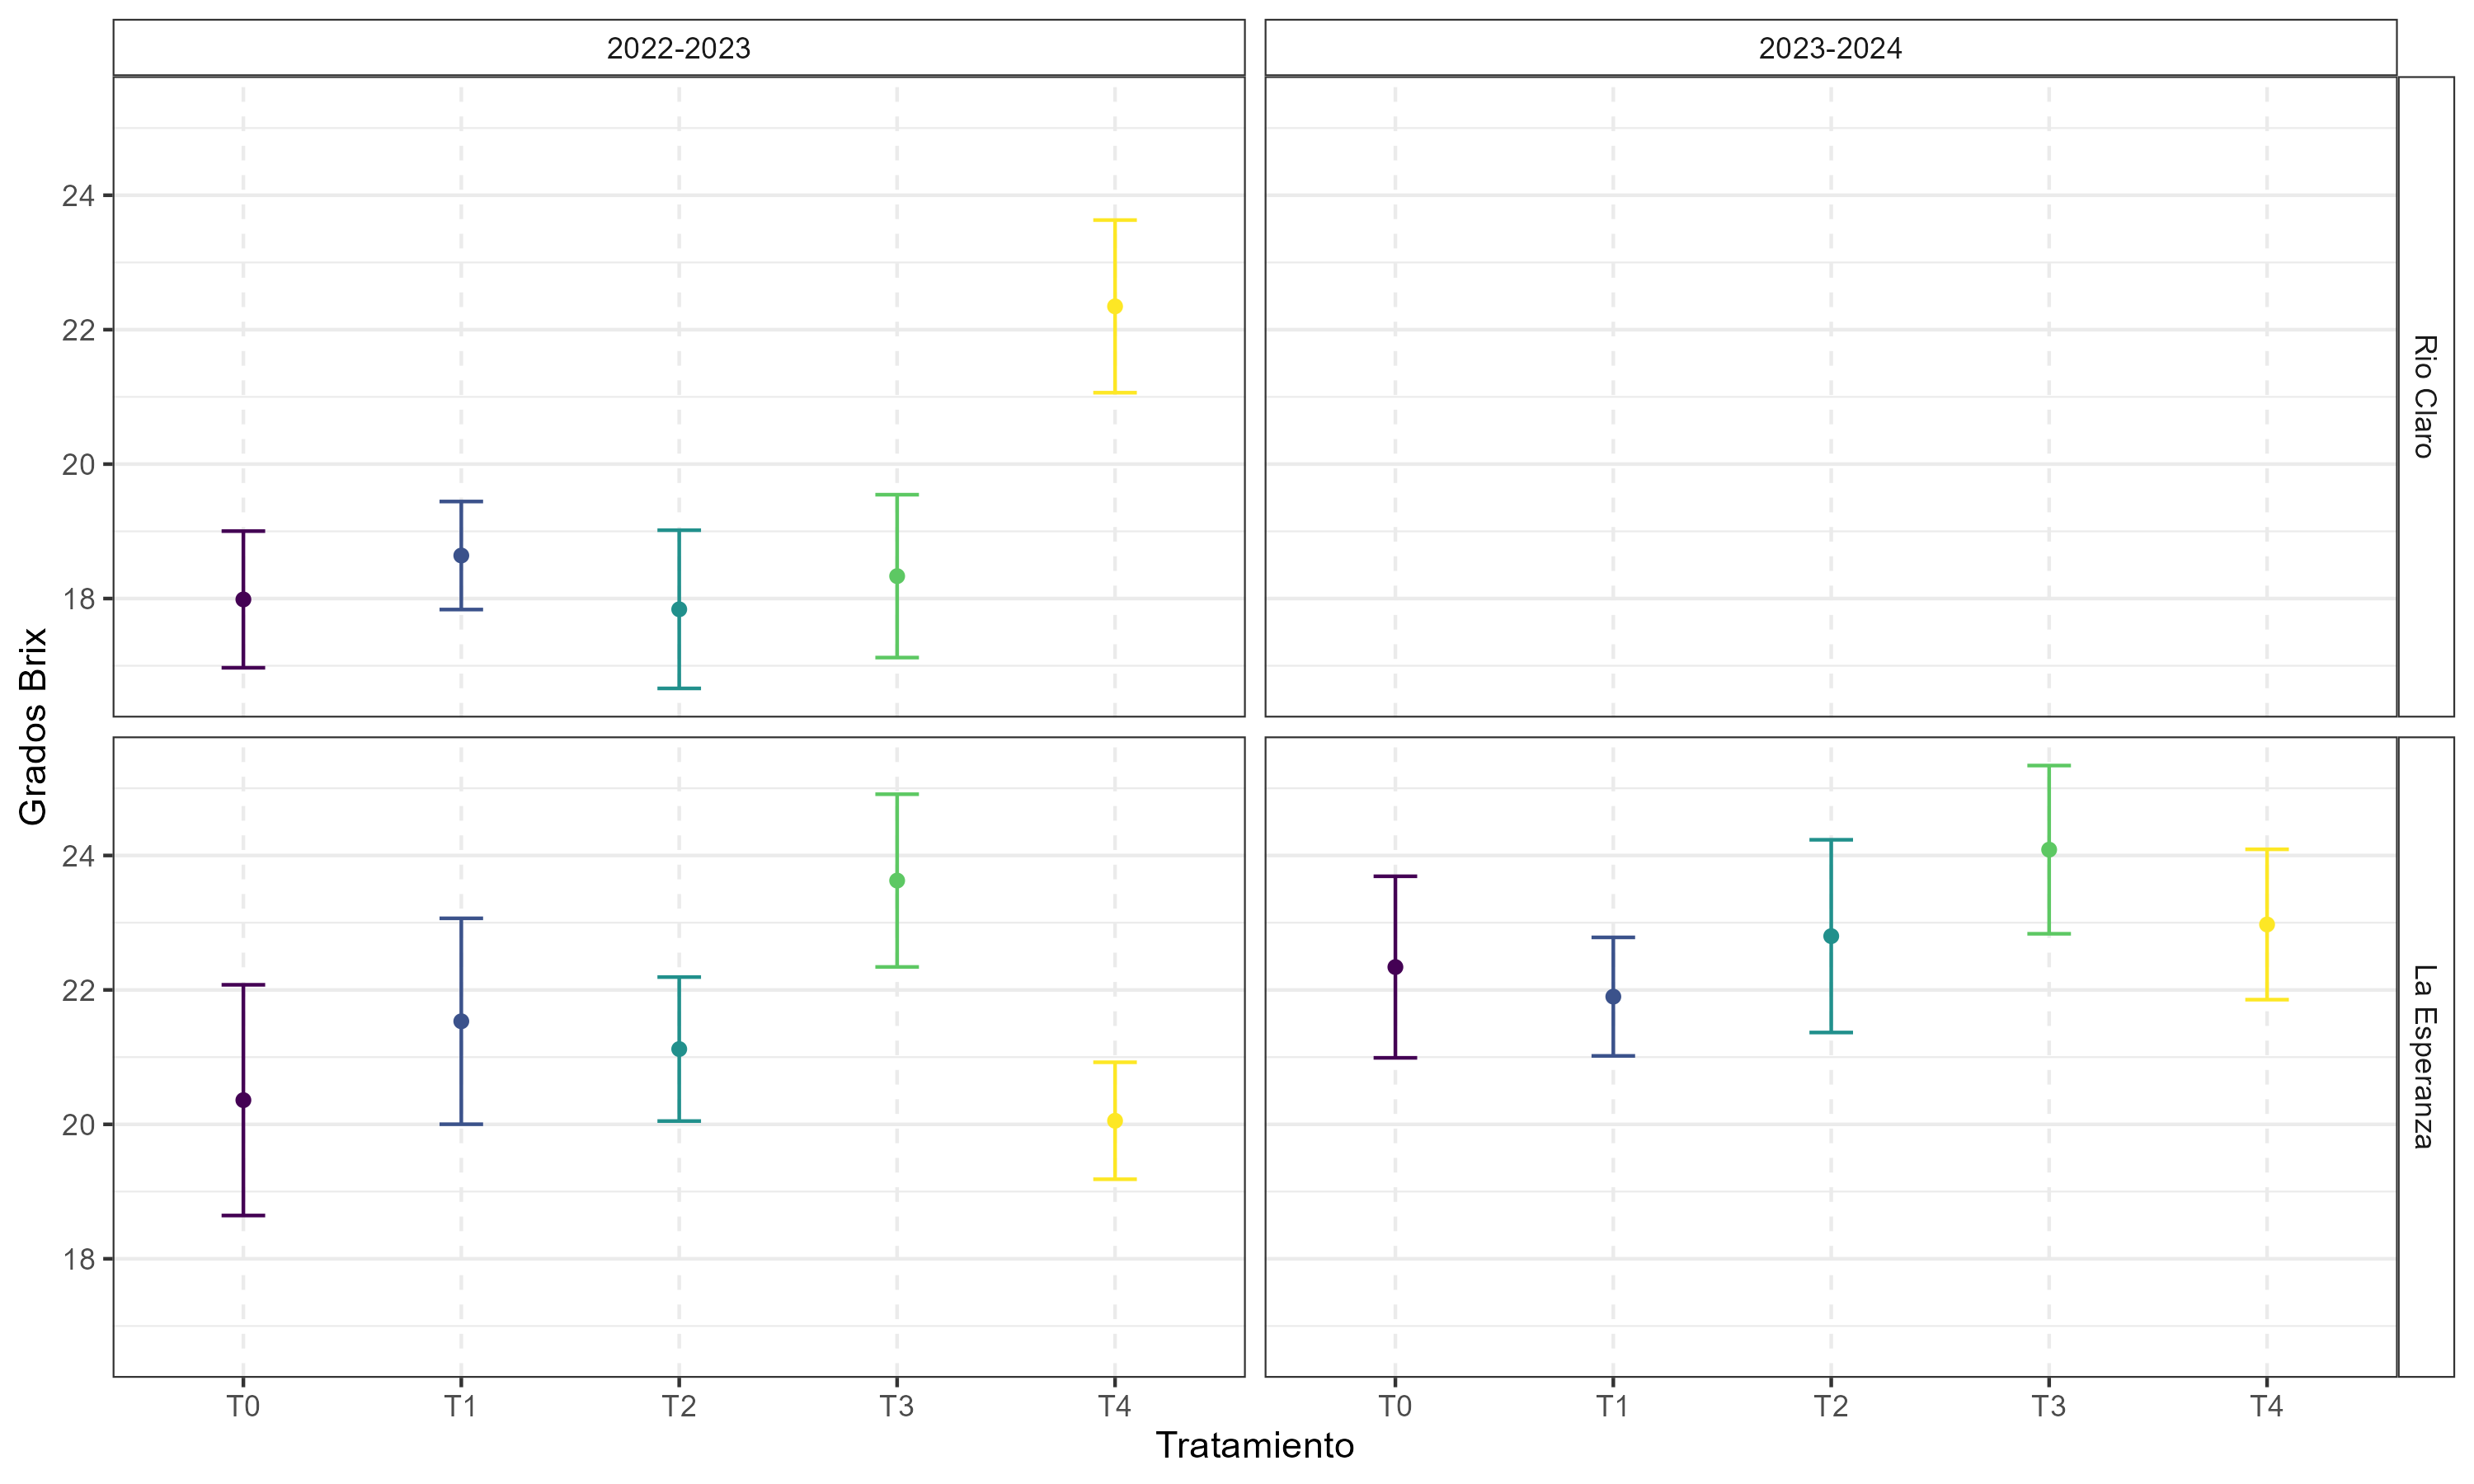 2022-2023
2023-2024
24
22
20
18
Rio Claro
Grados Brix
24
22
20
18
La Esperanza
T0
T1
T2
T3
T4
T0
T1
T2
T3
T4
Tratamiento